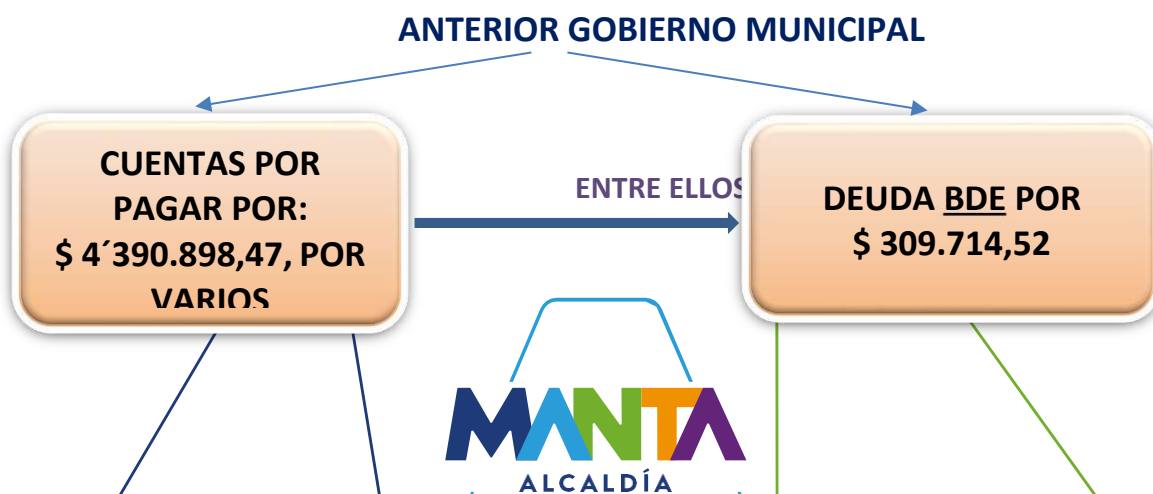 ANTERIOR GOBIERNO MUNICIPAL
CUENTAS POR
PAGAR POR:
$ 4´390.898,47, POR
VARIOS
ENTRE ELLOS
DEUDA BDE POR
$ 309.714,52
MANTA
ALCALDÍA